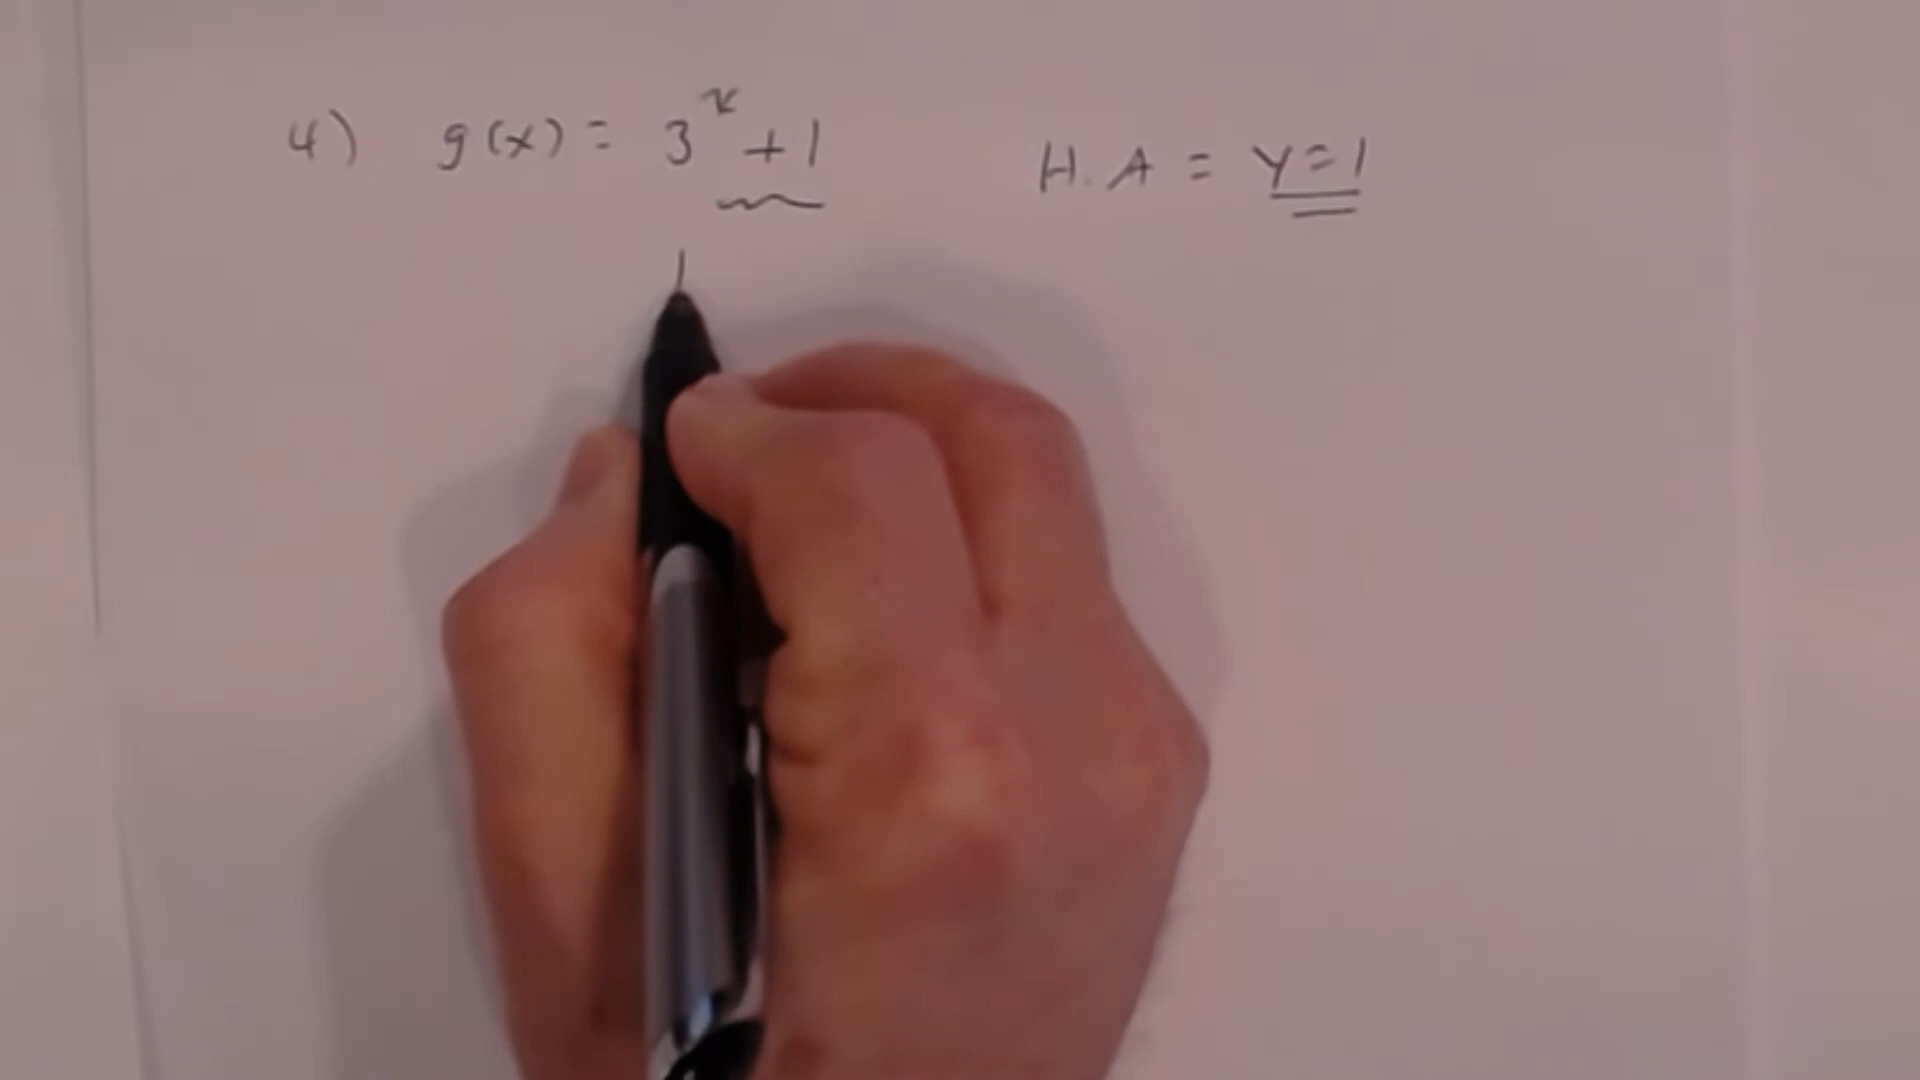 4) g(x) = 3^x + 1 H.A = y=1